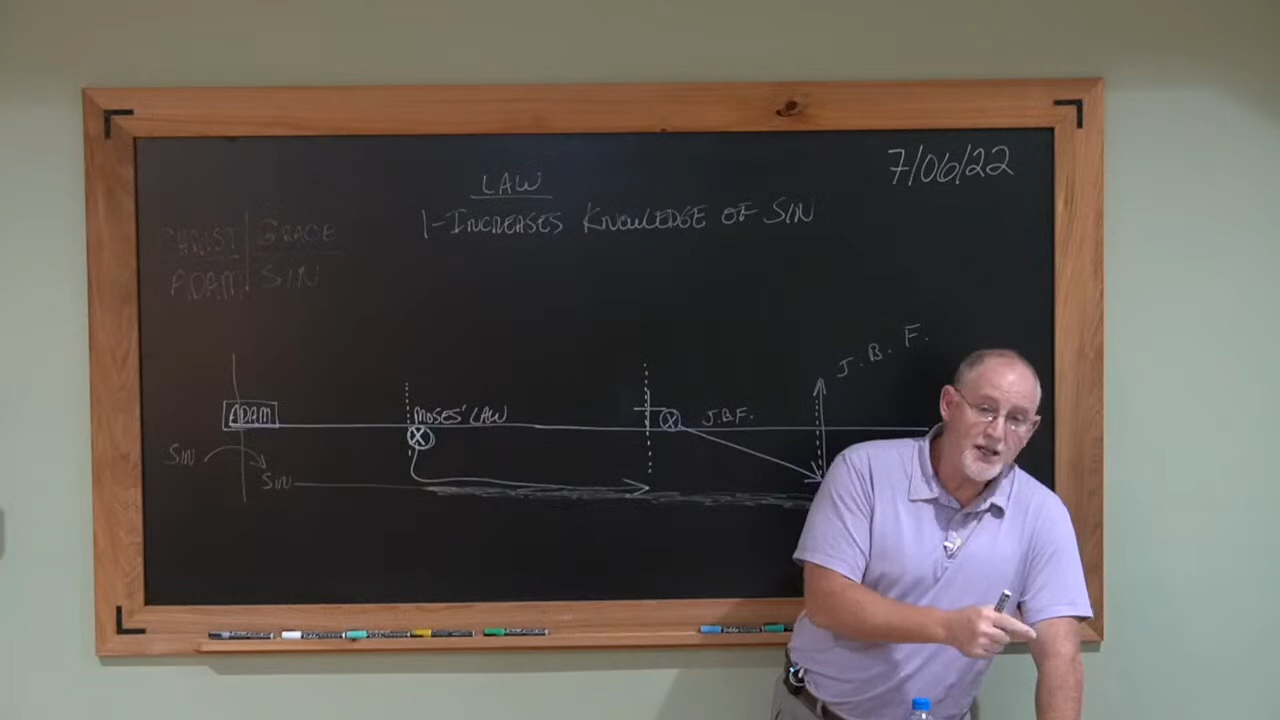 7/06/22
LAW
1-INCREASES KNOWLEDGE OF SIN
CHRIST GRACE
ADAM SIN
J. B. F.
ADAM
MOSES' LAW
J.B.F.
SIN
SIN